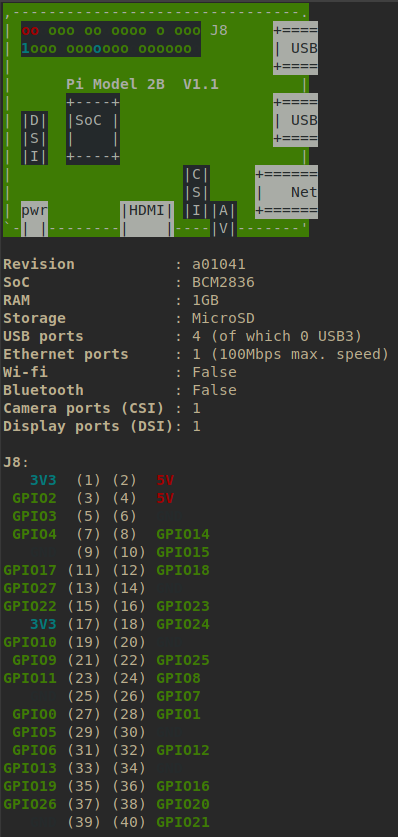 ,--------------------------------.
| oo ooo oo oooo o ooo J8     +====
| 1ooo ooooooo oooooo         | USB
|                             +====
|      Pi Model 2B  V1.1         |
|      +----+                 +====
| |D|  |SoC |                 | USB
| |S|  |    |                 +====
| |I|  +----+                    |
|                   |C|     +======
|                   |S|     |   Net
| pwr        |HDMI| |I||A|  +======
`-| |--------|    |----|V|-------'

Revision           : a01041
SoC                : BCM2836
RAM                : 1GB
Storage            : MicroSD
USB ports          : 4 (of which 0 USB3)
Ethernet ports     : 1 (100Mbps max. speed)
Wi-fi              : False
Bluetooth          : False
Camera ports (CSI) : 1
Display ports (DSI): 1

J8:
   3V3  (1) (2)  5V
 GPIO2  (3) (4)  5V
 GPIO3  (5) (6)
 GPIO4  (7) (8)  GPIO14
        (9) (10) GPIO15
GPIO17 (11) (12) GPIO18
GPIO27 (13) (14)
GPIO22 (15) (16) GPIO23
   3V3 (17) (18) GPIO24
GPIO10 (19) (20)
 GPIO9 (21) (22) GPIO25
GPIO11 (23) (24) GPIO8
       (25) (26) GPIO7
 GPIO0 (27) (28) GPIO1
 GPIO5 (29) (30)
 GPIO6 (31) (32) GPIO12
GPIO13 (33) (34)
GPIO19 (35) (36) GPIO16
GPIO26 (37) (38) GPIO20
       (39) (40) GPIO21